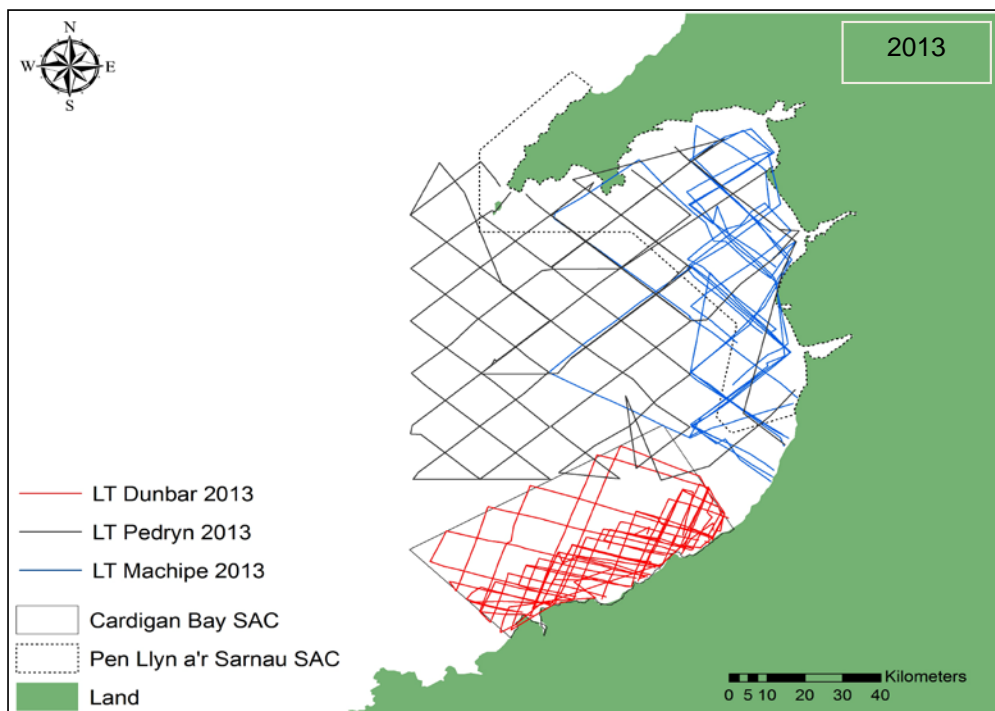 2013
N
W E
S
LT Dunbar 2013
LT Pedryn 2013
LT Machipe 2013
Cardigan Bay SAC
Pen Llyn a'r Sarnau SAC
Land
Kilometers
0 5 10 20 30 40